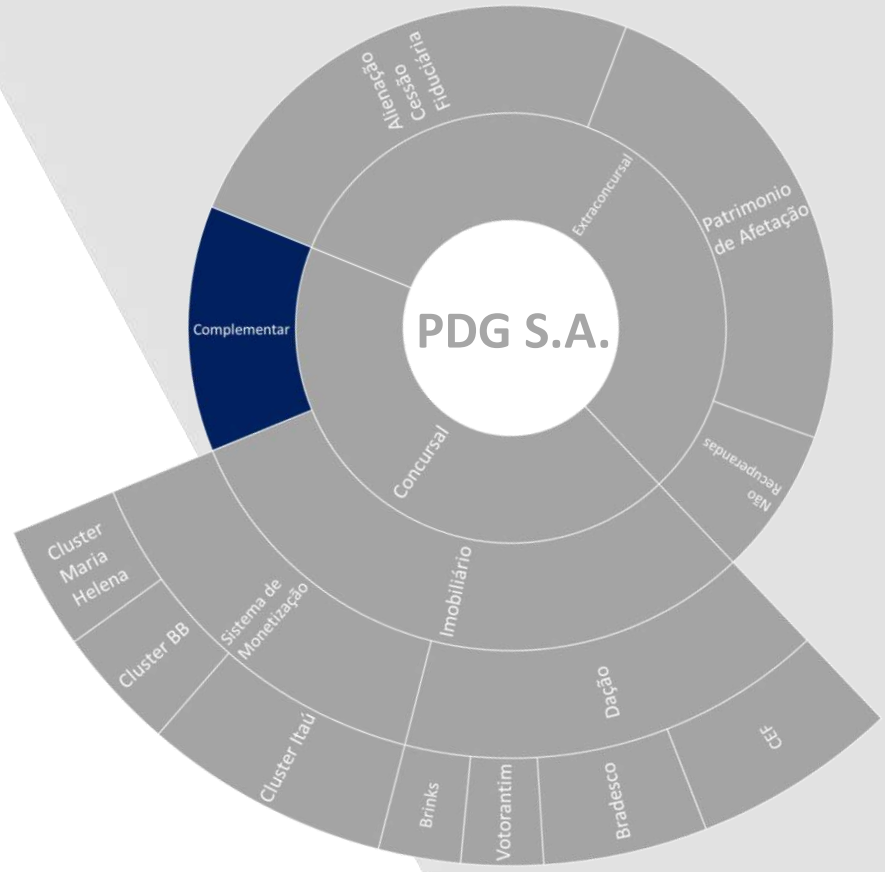 Alienação
Cessão
Fiduciária
Extraconcursal
Patrimonio
de Afetação
Complementar
PDG S.A.
Não
Recuperandas
Concursal
Imobiliário
Sistema de
Monetização
Cluster
Maria
Helena
Cluster BB
Cluster Itaú
Dação
Brinks
Votorantim
Bradesco
CEF